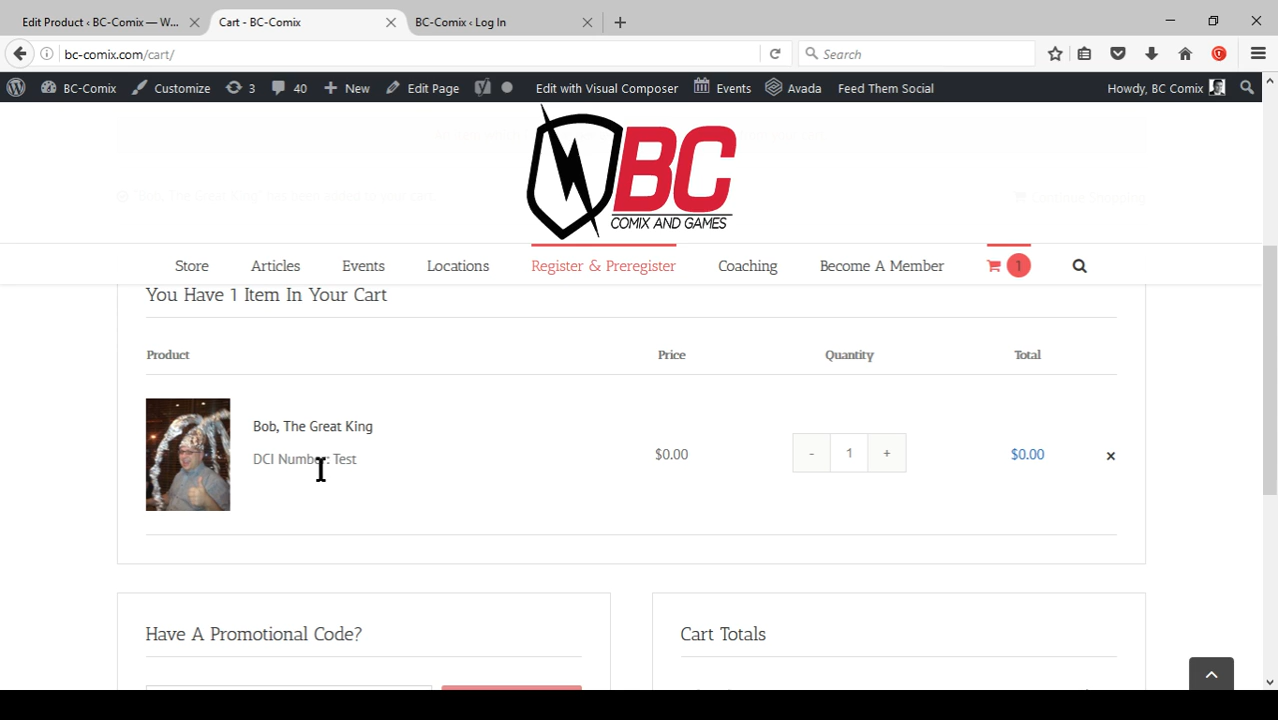 Edit Product ‹ BC-Comix — W...
Cart - BC-Comix
BC-Comix ‹ Log In
bc-comix.com/cart/
Search
BC-Comix
Customize
3
40
New
Edit Page
Edit with Visual Composer
Events
Avada
Feed Them Social
Howdy, BC Comix
BC
COMIX AND GAMES
Store
Articles
Events
Locations
Register & Preregister
Coaching
Become A Member
1
You Have 1 Item In Your Cart
Product
Price
Quantity
Total
Bob, The Great King
DCI Number: Test
$0.00
-
1
+
$0.00
Have A Promotional Code?
Cart Totals